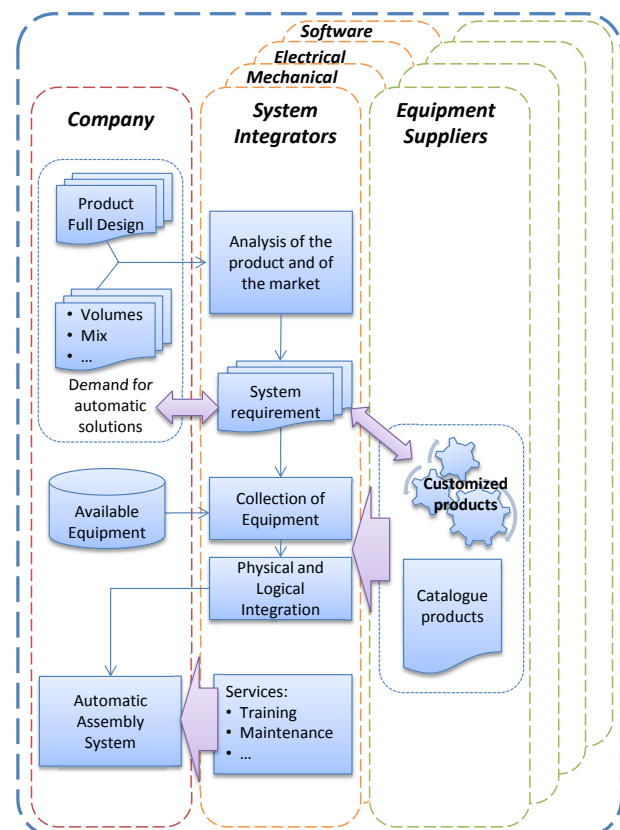 Software
Electrical
Mechanical
Company
System
Integrators
Equipment
Suppliers
Product
Full Design
Analysis of the
product and of
the market
• Volumes
• Mix
• ...
Demand for
automatic
solutions
System
requirement
Customized
products
Available
Equipment
Collection of
Equipment
Physical and
Logical
Integration
Catalogue
products
Automatic
Assembly
System
Services:
• Training
• Maintenance
• ...